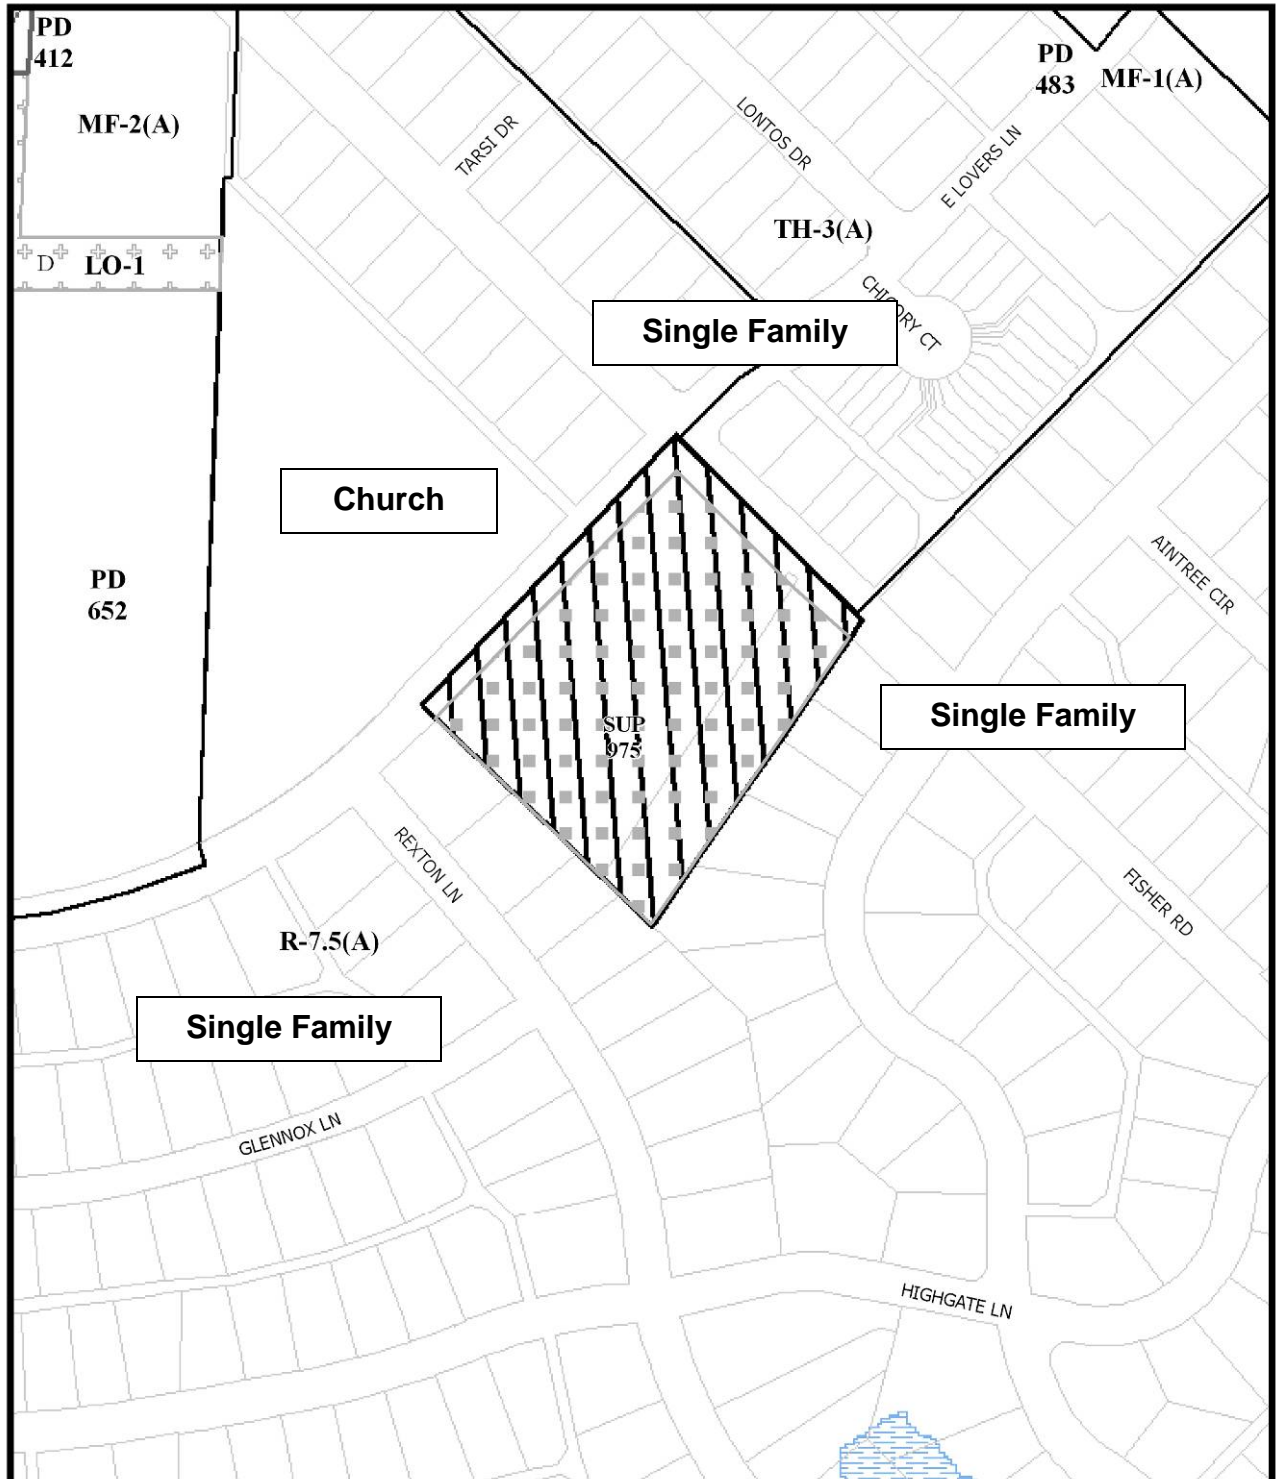 PD
412
MF-2(A)
D LO-1
TARSI DR
LONTOS DR
E LOVERS LN
PD
483
MF-1(A)
TH-3(A)
CHICORY CT
Single Family
Church
PD
652
AINTREE CIR
SUP
975
Single Family
REXTON LN
FISHER RD
R-7.5(A)
Single Family
GLENNOX LN
HIGHGATE LN